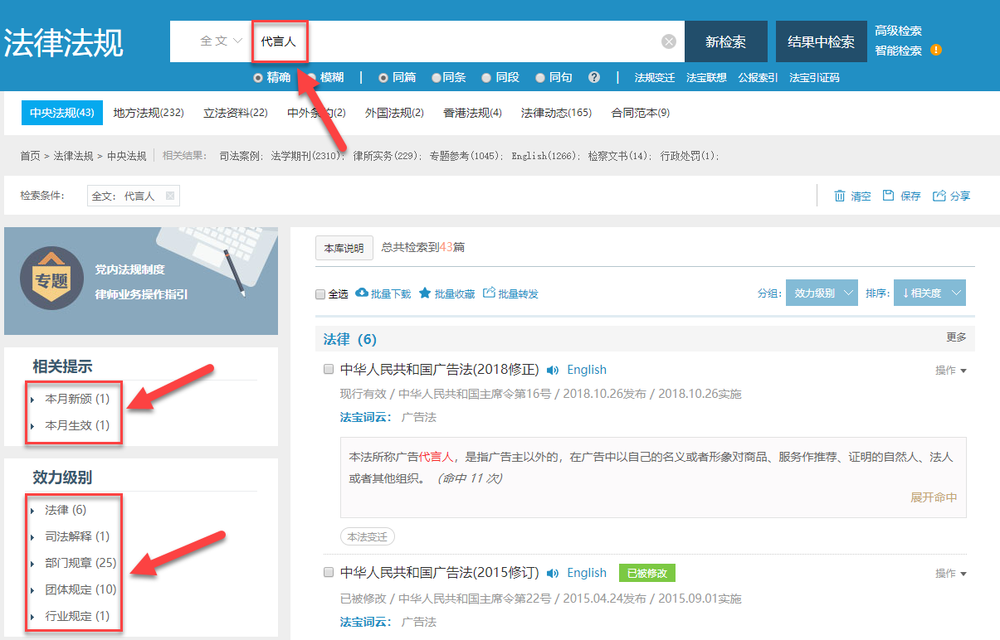 法律法规
全文
代言人
新检索
结果中检索
高级检索
智能检索
精确 模糊 | 同篇 同条 同段 同句 ? | 法规变迁 法宝联想 公报索引 法宝引证码
中央法规(43) 地方法规(232) 立法资料(22) 中外条约(2) 外国法规(2) 香港法规(4) 法律动态(165) 合同范本(9)
首页 > 法律法规 > 中央法规 相关结果: 司法案例; 法学期刊(2310); 律所实务(229); 专题参考(1045); English(1266); 检察文书(14); 行政处罚(1);
检索条件: 全文: 代言人
清空 保存 分享
专题
党内法规制度
律师业务操作指引
相关提示
本月新颁 (1)
本月生效 (1)
效力级别
法律 (6)
司法解释 (1)
部门规章 (25)
团体规定 (10)
行业规定 (1)
本库说明 总共检索到43篇
全选 批量下载 批量收藏 批量转发
分组: 效力级别 排序: ↓相关度
法律 (6) 更多
中华人民共和国广告法(2018修正) English 操作
现行有效 / 中华人民共和国主席令第16号 / 2018.10.26发布 / 2018.10.26实施
法宝词云: 广告法
本法所称广告代言人，是指广告主以外的，在广告中以自己的名义或者形象对商品、服务作推荐、证明的自然人、法人
或者其他组织。 (命中 11 次)
展开命中
本法变迁
中华人民共和国广告法(2015修订) English 已被修改 操作
已被修改 / 中华人民共和国主席令第22号 / 2015.04.24发布 / 2015.09.01实施
法宝词云: 广告法